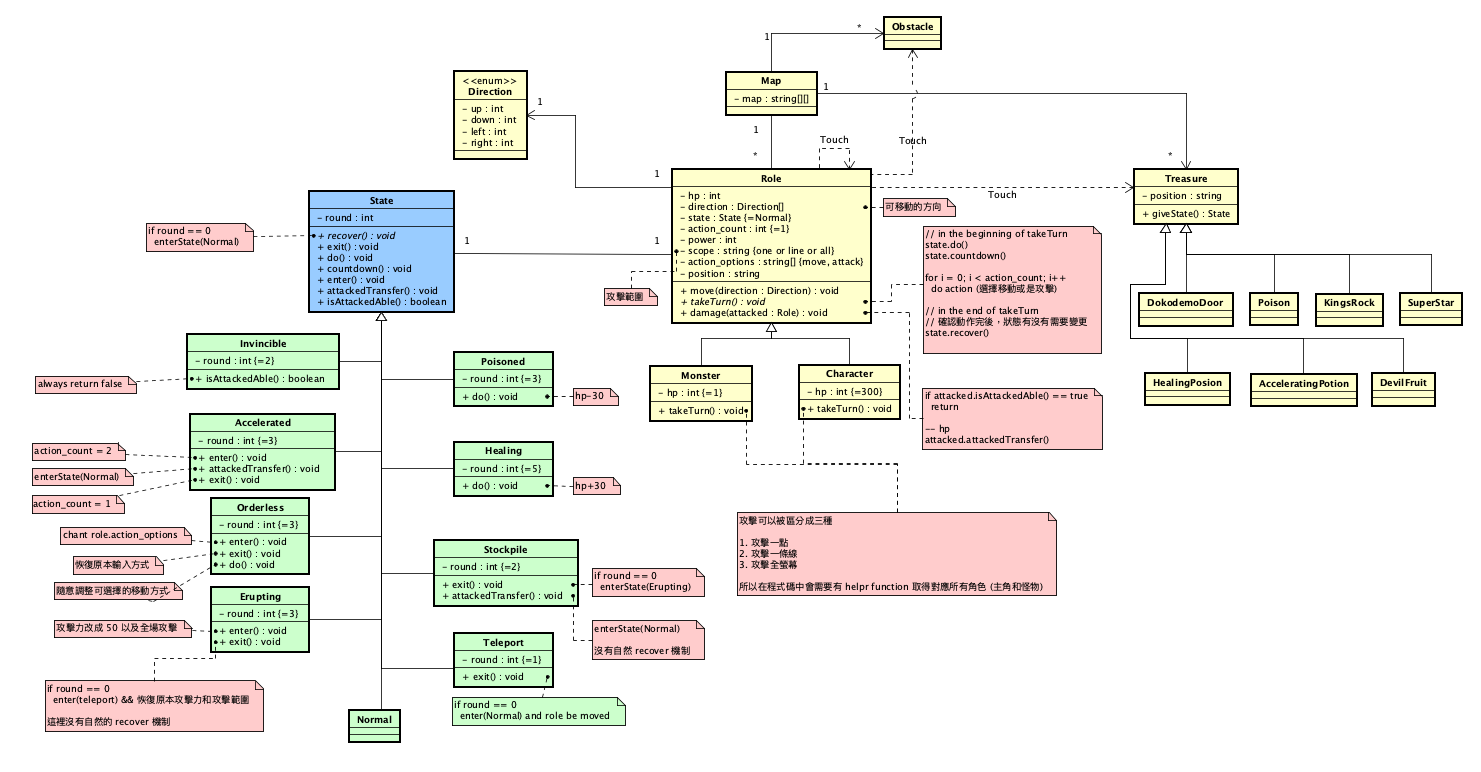 Obstacle
1
*
Map
– map : string[][]
1
1
*
*
<<enum>>
Direction
– up : int
– down : int
– left : int
– right : int
1
1
Touch
Touch
Touch
Role
– hp : int
– direction : Direction[]
– state : State {=Normal}
– action_count : int {=1}
– power : int
– scope : string {one or line or all}
– action_options : string[] {move, attack}
– position : string
+ move(direction : Direction) : void
+ takeTurn() : void
+ damage(attacked : Role) : void
可移動的方向
攻擊範圍
Treasure
– position : string
+ giveState() : State
State
– round : int
+ recover() : void
+ exit() : void
+ do() : void
+ countdown() : void
+ enter() : void
+ attackedTransfer() : void
+ isAttackedAble() : boolean
1
1
if round == 0
enterState(Normal)
// in the beginning of takeTurn
state.do()
state.countdown()
for i = 0; i < action_count; i++
do action (選擇移動或是攻擊)
// in the end of takeTurn
// 確認動作完後，狀態有沒有需要變更
state.recover()
DokodemoDoor
Poison
KingsRock
SuperStar
HealingPosion
AcceleratingPotion
DevilFruit
Invincible
– round : int {=2}
+ isAttackedAble() : boolean
always return false
Poisoned
– round : int {=3}
+ do() : void
hp–30
Monster
– hp : int {=1}
+ takeTurn() : void
Character
– hp : int {=300}
+ takeTurn() : void
if attacked.isAttackedAble() == true
return
–– hp
attacked.attackedTransfer()
Accelerated
– round : int {=3}
+ enter() : void
+ attackedTransfer() : void
+ exit() : void
action_count = 2
enterState(Normal)
action_count = 1
Healing
– round : int {=5}
+ do() : void
hp+30
Orderless
– round : int {=3}
+ enter() : void
+ exit() : void
+ do() : void
chant role.action_options
恢復原本輸入方式
隨意調整可選擇的移動方式
攻擊可以被區分成三種
1. 攻擊一點
2. 攻擊一條線
3. 攻擊全螢幕
所以在程式碼中會需要有 helpr function 取得對應所有角色 (主角和怪物)
Stockpile
– round : int {=2}
+ exit() : void
+ attackedTransfer() : void
if round == 0
enterState(Erupting)
enterState(Normal)
沒有自然 recover 機制
Erupting
– round : int {=3}
+ enter() : void
+ exit() : void
攻擊力改成 50 以及全場攻擊
if round == 0
enter(teleport) && 恢復原本攻擊力和攻擊範圍
這裡沒有自然的 recover 機制
Teleport
– round : int {=1}
+ exit() : void
if round == 0
enter(Normal) and role be moved
Normal